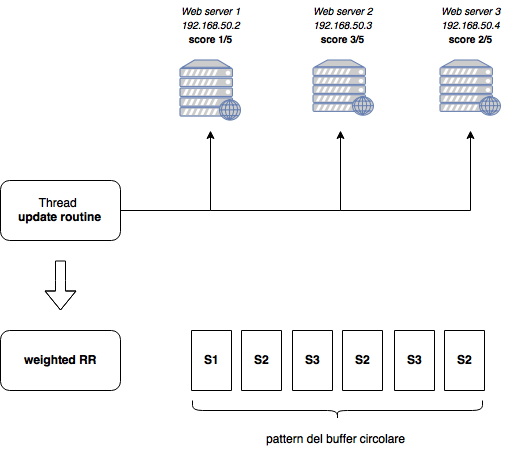 Web server 1
192.168.50.2
score 1/5
Web server 2
192.168.50.3
score 3/5
Web server 3
192.168.50.4
score 2/5
Thread
update routine
weighted RR
S1
S2
S3
S2
S3
S2
pattern del buffer circolare